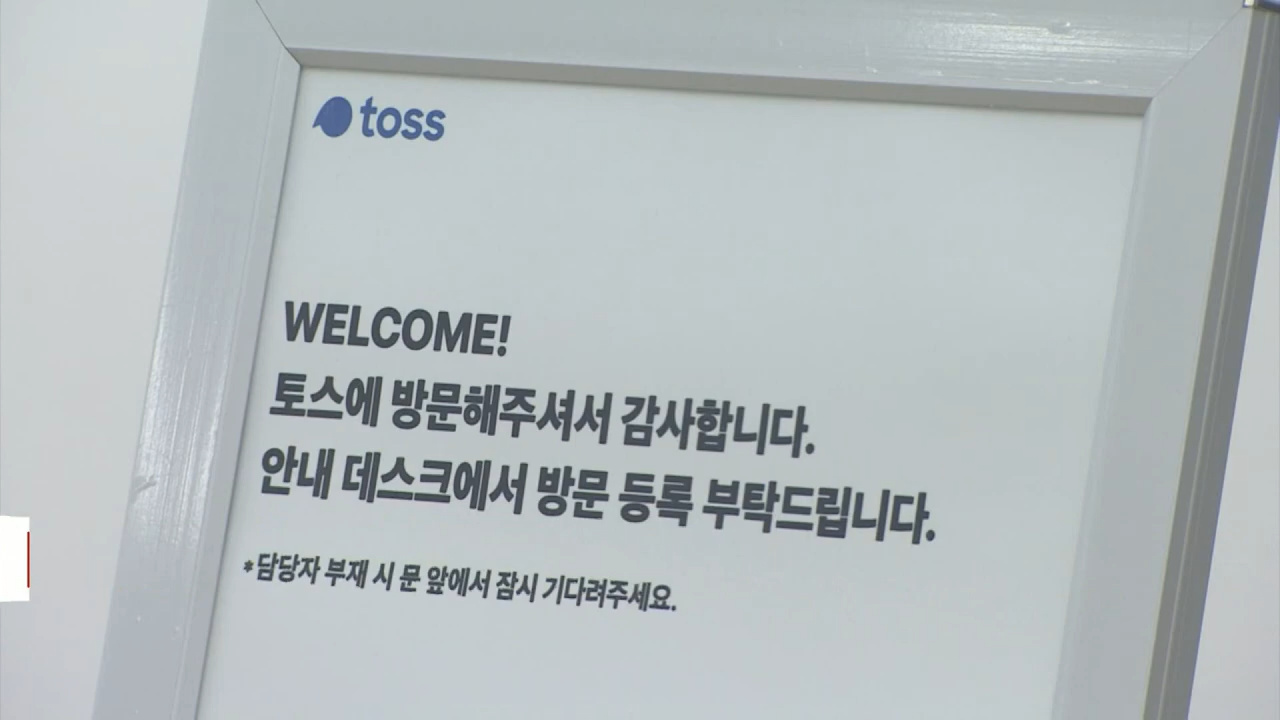 toss
WELCOME!
토스에 방문해주셔서 감사합니다.
안내 데스크에서 방문 등록 부탁드립니다.
*담당자 부재 시 문 앞에서 잠시 기다려주세요.